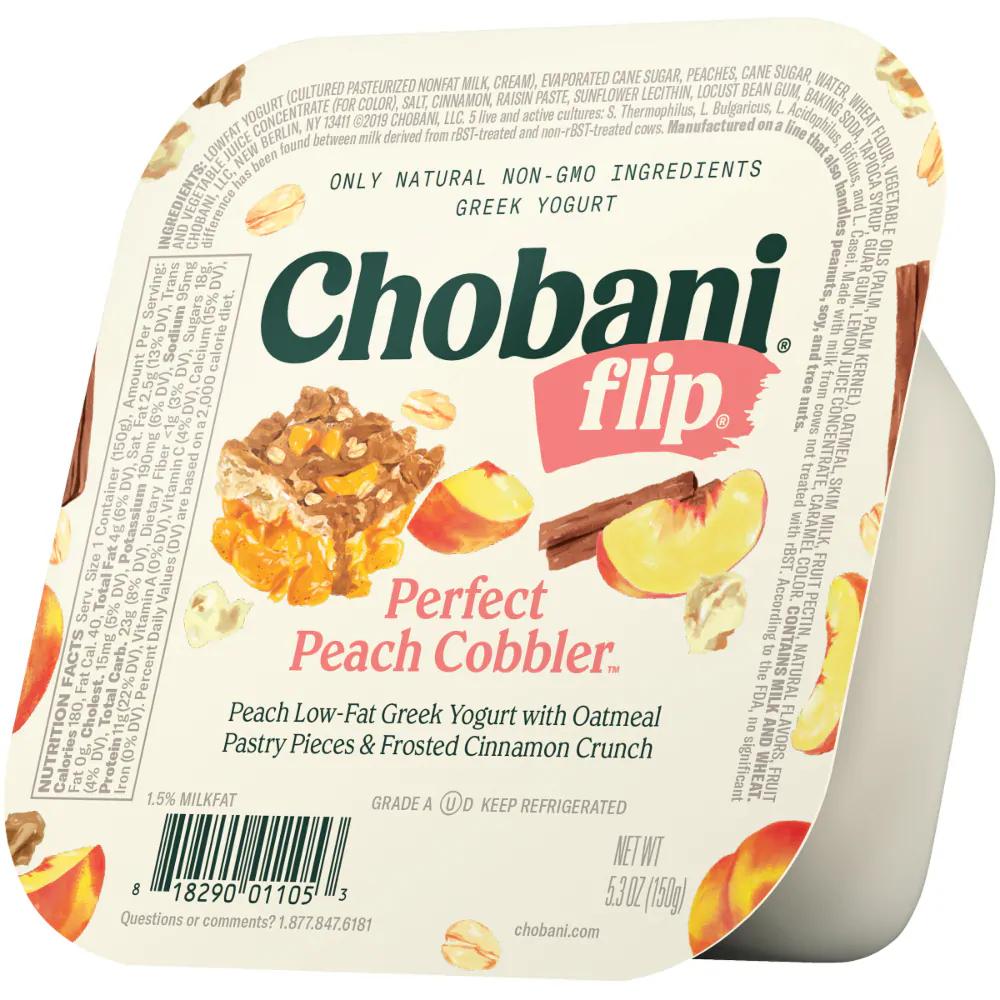 INGREDIENTS: LOWFAT YOGURT (CULTURED PASTEURIZED NONFAT MILK, CREAM), EVAPORATED CANE SUGAR, PEACHES, CANE SUGAR, WATER, WHEAT FLOUR, VEGETABLE OILS (PALM, PALM KERNEL), OATMEAL, SKIM MILK, FRUIT PECTIN, NATURAL FLAVORS, FRUIT
AND VEGETABLE JUICE CONCENTRATE (FOR COLOR), SALT, CINNAMON, RAISIN PASTE, SUNFLOWER LECITHIN, LOCUST BEAN GUM, BAKING SODA, TAPIOCA SYRUP, GUAR GUM, LEMON JUICE CONCENTRATE, CARAMEL COLOR. CONTAINS MILK AND WHEAT.
CHOBANI, LLC, NEW BERLIN, NY 13411 ©2019 CHOBANI, LLC. 5 live and active cultures: S. Thermophilus, L. Bulgaricus, L. Acidophilus, Bifidus, and L. Casei. Made with milk from cows not treated with rBST. According to the FDA, no significant
difference has been found between milk derived from rBST-treated and non-rBST-treated cows. Manufactured on a line that also handles peanuts, soy, and tree nuts.
ONLY NATURAL NON-GMO INGREDIENTS
GREEK YOGURT
Chobani®
flip®
Perfect
Peach Cobbler™
Peach Low-Fat Greek Yogurt with Oatmeal
Pastry Pieces & Frosted Cinnamon Crunch
NUTRITION FACTS Serv. Size 1 Container (150g), Amount Per Serving:
Calories 180, Fat Cal. 40, Total Fat 4g (6% DV), Sat. Fat 2.5g (13% DV), Trans
Fat 0g, Cholest. 15mg (5% DV), Potassium 190mg (6% DV), Sodium 95mg
(4% DV), Total Carb. 23g (8% DV), Dietary Fiber <1g (3% DV), Sugars 18g,
Protein 11g (22% DV), Vitamin A (0% DV), Vitamin C (4% DV), Calcium (15% DV),
Iron (0% DV). Percent Daily Values (DV) are based on a 2,000 calorie diet.
1.5% MILKFAT
GRADE A Ⓤ D KEEP REFRIGERATED
8 18290 01105 3
NET WT
5.3 OZ (150g)
Questions or comments? 1.877.847.6181
chobani.com